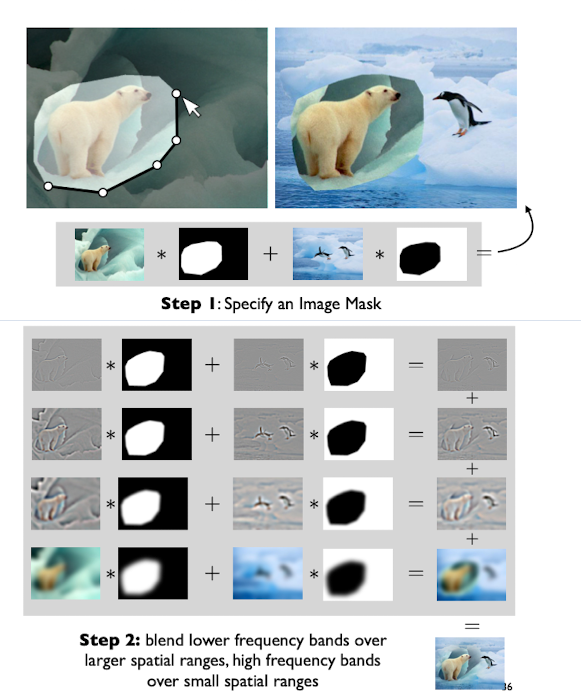 * + * =
Step 1: Specify an Image Mask
* + * =
+
* + * =
+
* + * =
+
* + * =
=
Step 2: blend lower frequency bands over
larger spatial ranges, high frequency bands
over small spatial ranges
36